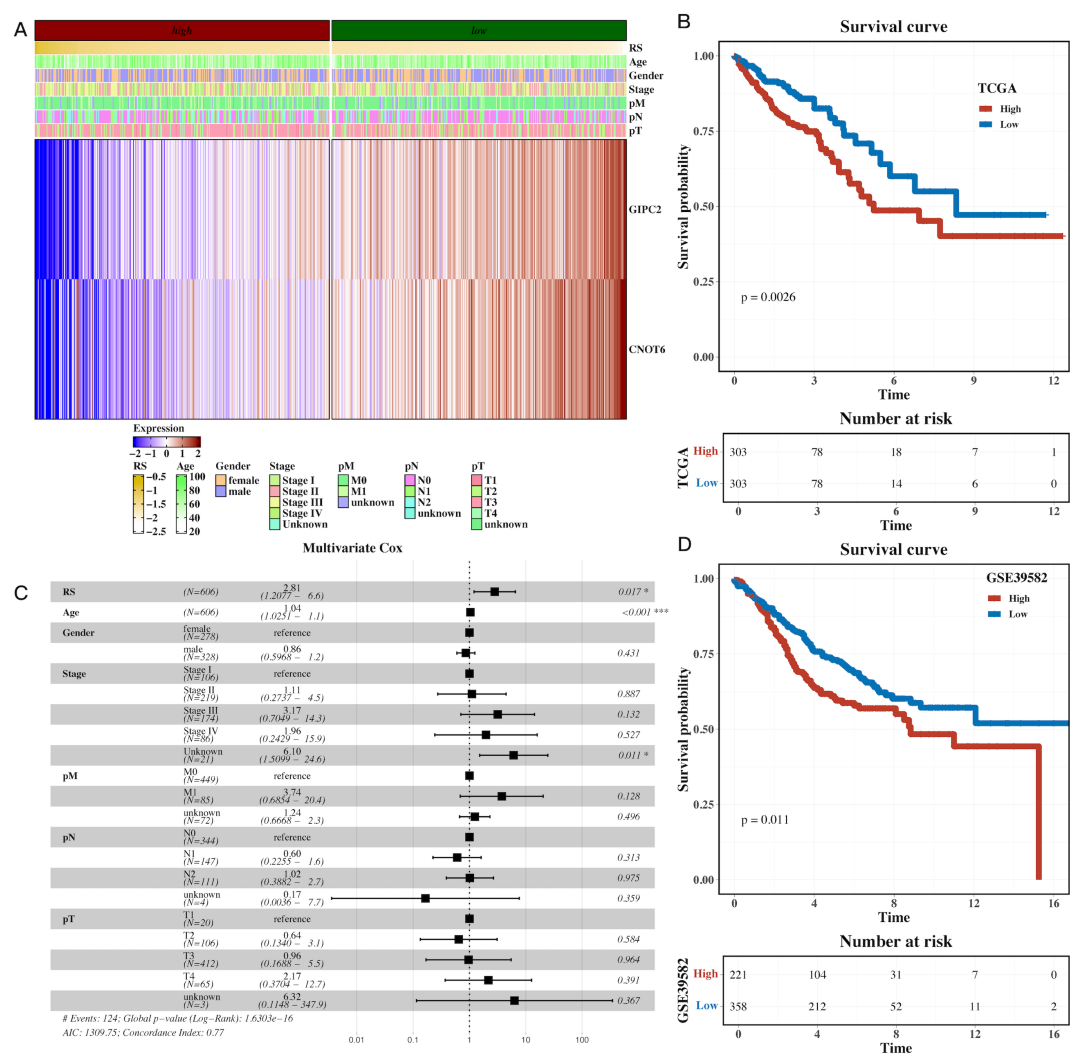 A
high low
RS
Age
Gender
Stage
pM
pN
pT
GIPC2
CNOT6
Expression
−2 −1 0 1 2
RS Age Gender Stage pM pN pT
−0.5
−1
−1.5
−2
−2.5
100
80
60
40
20
female
male
Stage I
Stage II
Stage III
Stage IV
Unknown
M0
M1
unknown
N0
N1
N2
unknown
T1
T2
T3
T4
unknown
B
Survival curve
TCGA
High
Low
Survival probability
1.00
0.75
0.50
0.25
0.00
p = 0.0026
0 3 6 9 12
Time
Number at risk
TCGA
High 303 78 18 7 1
Low 303 78 14 6 0
0 3 6 9 12
Time
C
Multivariate Cox
RS (N=606) 2.81 (1.2077 − 6.6) 0.017 *
Age (N=606) 1.04 (1.0251 − 1.1) <0.001 ***
Gender female (N=278) reference
male (N=328) 0.86 (0.5968 − 1.2) 0.431
Stage Stage I (N=106) reference
Stage II (N=219) 1.11 (0.2737 − 4.5) 0.887
Stage III (N=174) 3.17 (0.7049 − 14.3) 0.132
Stage IV (N=86) 1.96 (0.2429 − 15.9) 0.527
Unknown (N=21) 6.10 (1.5099 − 24.6) 0.011 *
pM M0 (N=449) reference
M1 (N=85) 3.74 (0.6854 − 20.4) 0.128
unknown (N=72) 1.24 (0.6668 − 2.3) 0.496
pN N0 (N=344) reference
N1 (N=147) 0.60 (0.2255 − 1.6) 0.313
N2 (N=111) 1.02 (0.3882 − 2.7) 0.975
unknown (N=4) 0.17 (0.0036 − 7.7) 0.359
pT T1 (N=20) reference
T2 (N=106) 0.64 (0.1340 − 3.1) 0.584
T3 (N=412) 0.96 (0.1688 − 5.5) 0.964
T4 (N=65) 2.17 (0.3704 − 12.7) 0.391
unknown (N=3) 6.32 (0.1148 − 347.9) 0.367
# Events: 124; Global p−value (Log−Rank): 1.6303e−16
AIC: 1309.75; Concordance Index: 0.77
0.01 0.1 1 10 100
D
Survival curve
GSE39582
High
Low
Survival probability
1.00
0.75
0.50
0.25
0.00
p = 0.011
0 4 8 12 16
Time
Number at risk
GSE39582
High 221 104 31 7 0
Low 358 212 52 11 2
0 4 8 12 16
Time